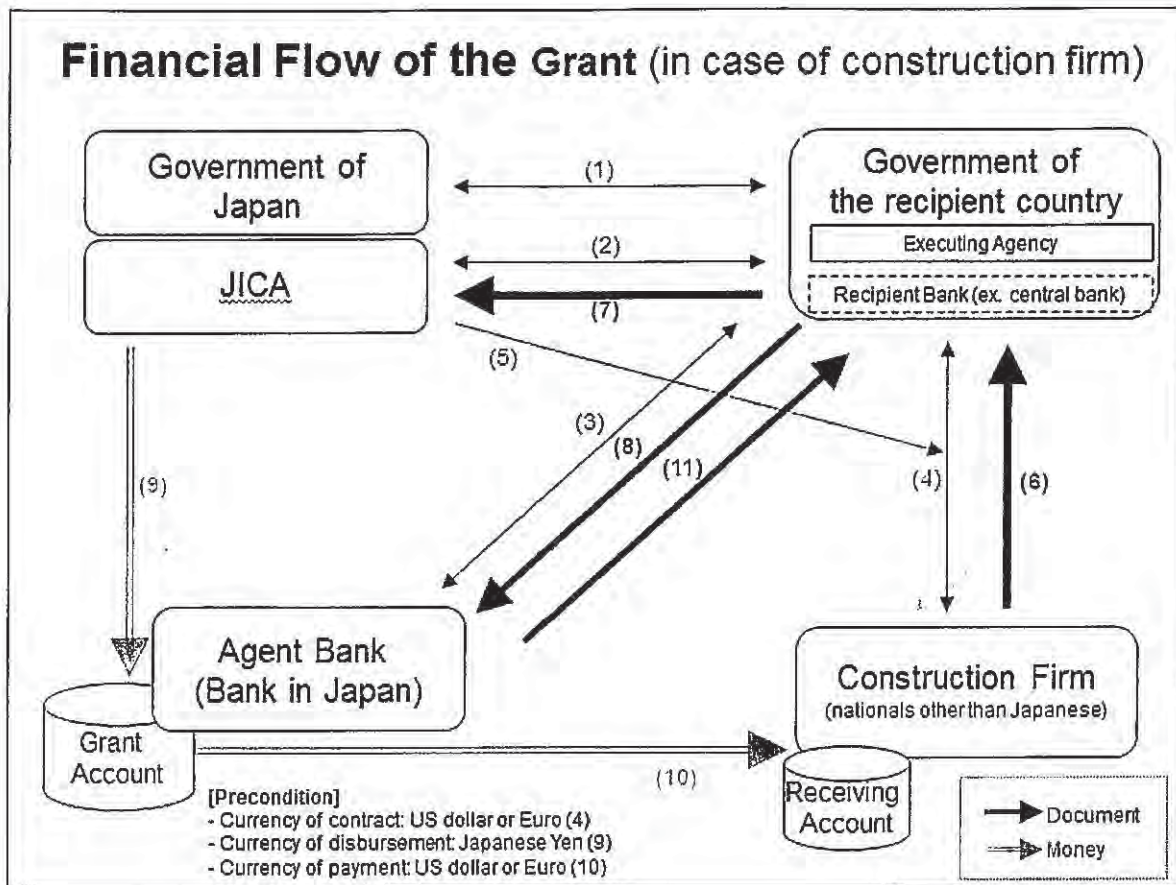 Financial Flow of the Grant (in case of construction firm)
Government of
Japan
JICA
(1)
(2)
(7)
Government of
the recipient country
Executing Agency
Recipient Bank (ex. central bank)
(5)
(3)
(8)
(11)
(4)
(6)
(9)
Agent Bank
(Bank in Japan)
Grant
Account
Construction Firm
(nationals other than Japanese)
(10)
Receiving
Account
[Precondition]
- Currency of contract: US dollar or Euro (4)
- Currency of disbursement: Japanese Yen (9)
- Currency of payment: US dollar or Euro (10)
Document
Money